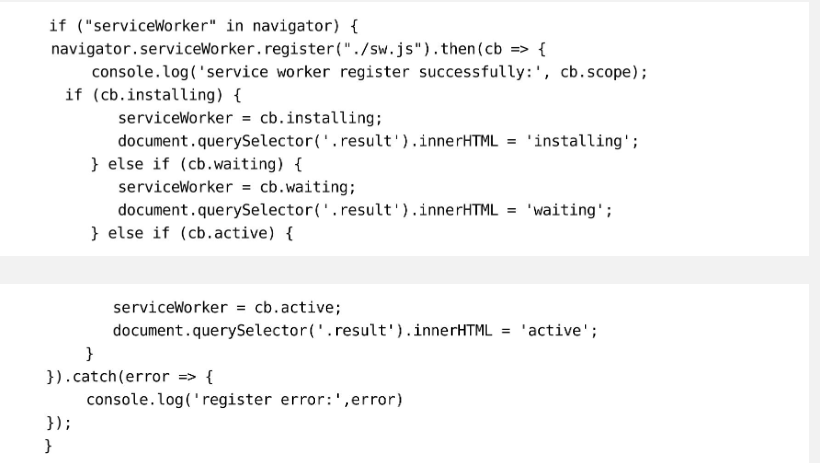 if ("serviceWorker" in navigator) {
navigator.serviceWorker.register("./sw.js").then(cb => {
console.log('service worker register successfully:', cb.scope);
if (cb.installing) {
serviceWorker = cb.installing;
document.querySelector('.result').innerHTML = 'installing';
} else if (cb.waiting) {
serviceWorker = cb.waiting;
document.querySelector('.result').innerHTML = 'waiting';
} else if (cb.active) {
serviceWorker = cb.active;
document.querySelector('.result').innerHTML = 'active';
}
}).catch(error => {
console.log('register error:',error)
});
}